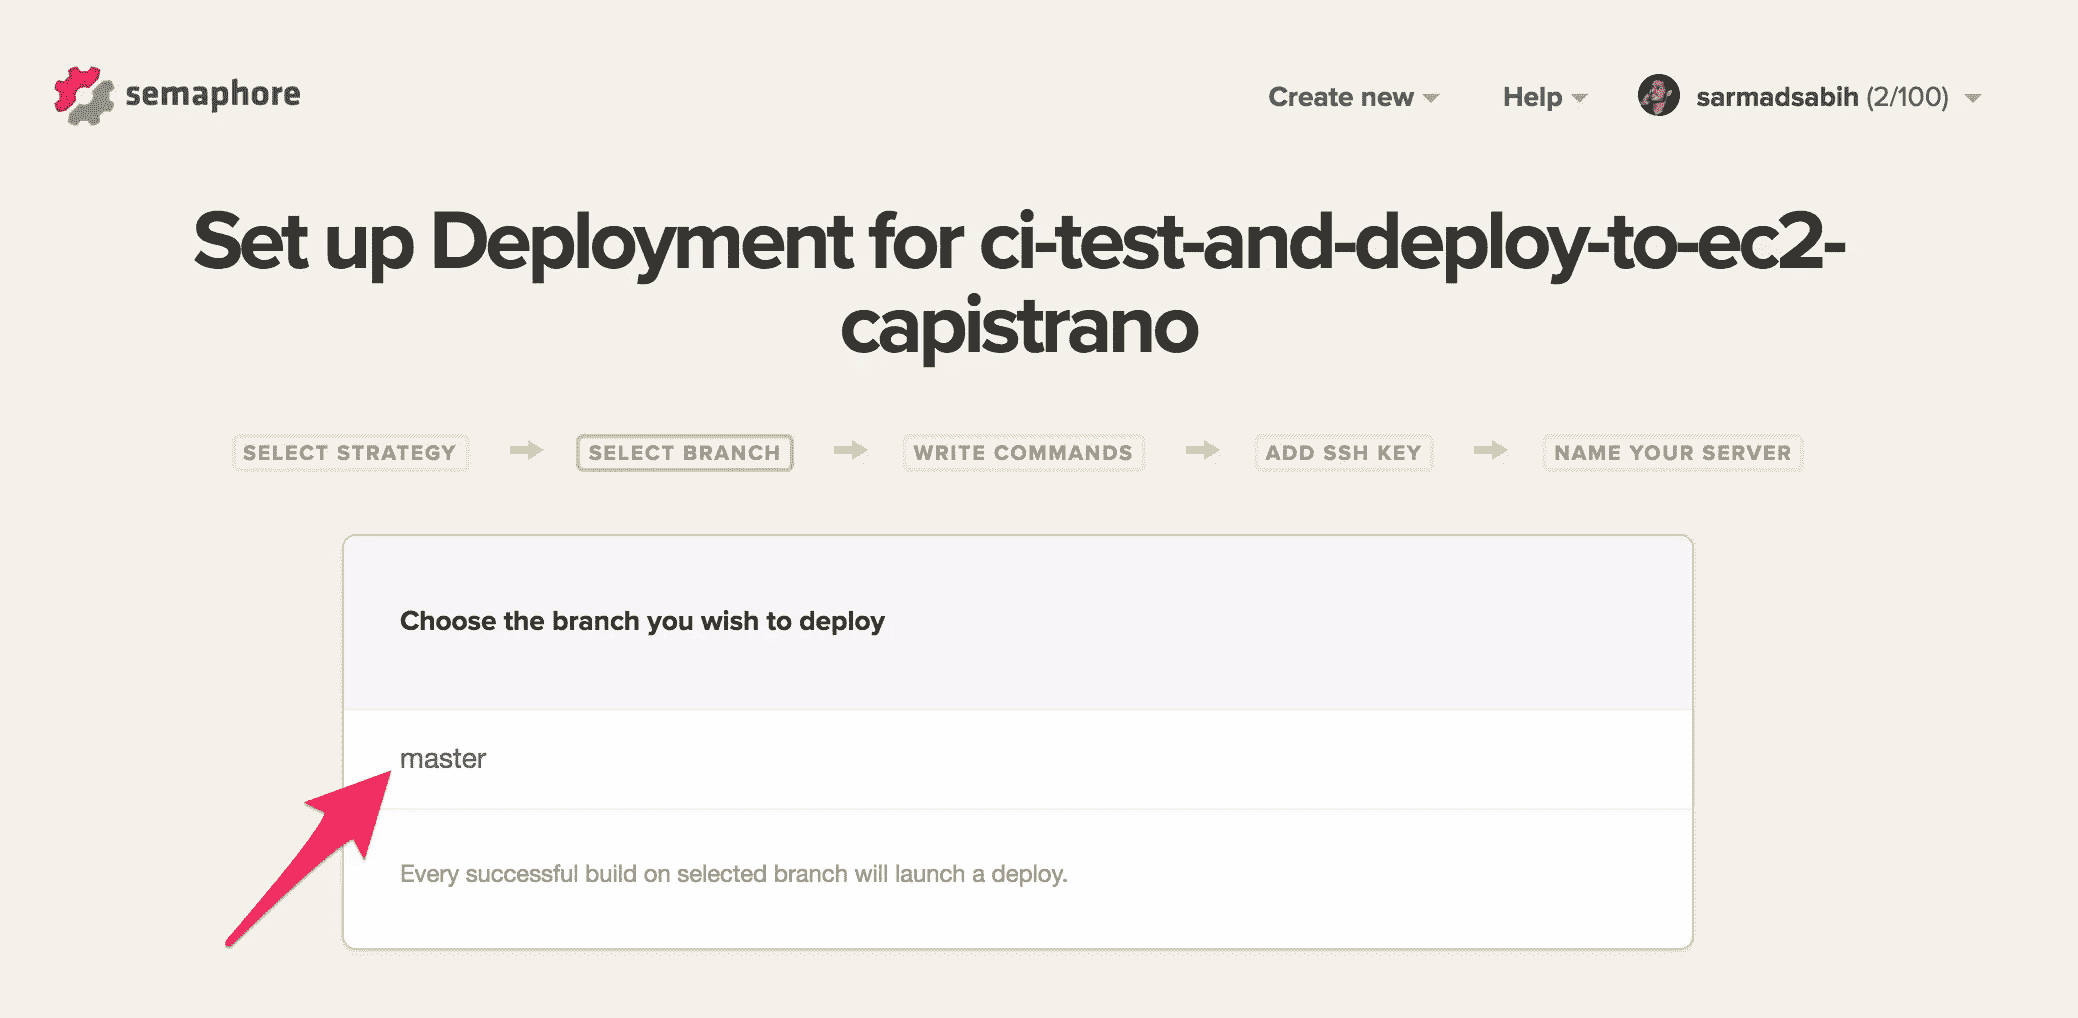 semaphore
Create new
Help
sarmadsabih (2/100)
Set up Deployment for ci-test-and-deploy-to-ec2-
capistrano
SELECT STRATEGY
SELECT BRANCH
WRITE COMMANDS
ADD SSH KEY
NAME YOUR SERVER
Choose the branch you wish to deploy
master
Every successful build on selected branch will launch a deploy.